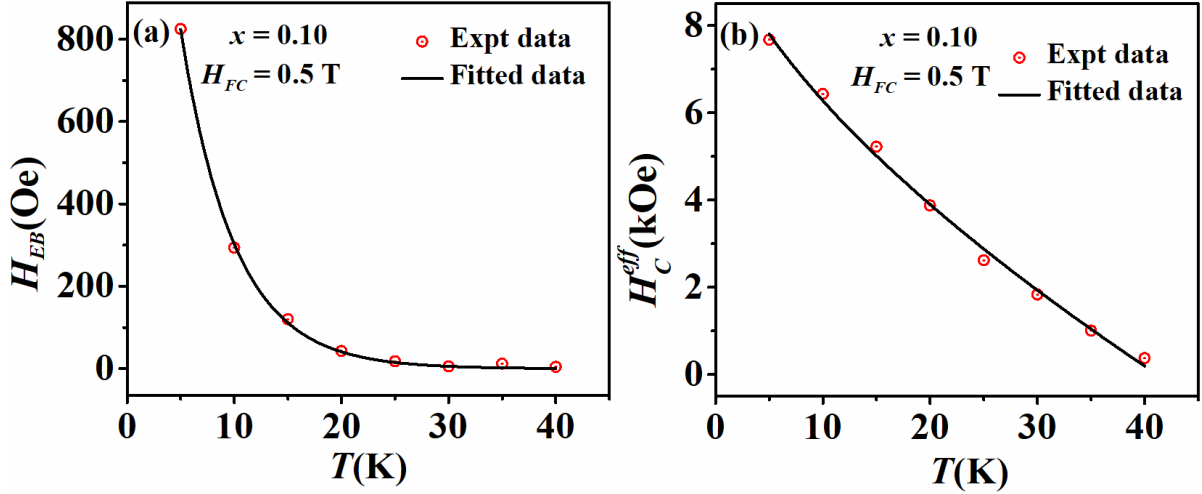 (a)
x = 0.10
H_FC = 0.5 T
Expt data
Fitted data
H_EB(Oe)
800
600
400
200
0
0 10 20 30 40
T(K)
(b)
x = 0.10
H_FC = 0.5 T
Expt data
Fitted data
H_C^eff(kOe)
8
6
4
2
0
0 10 20 30 40
T(K)